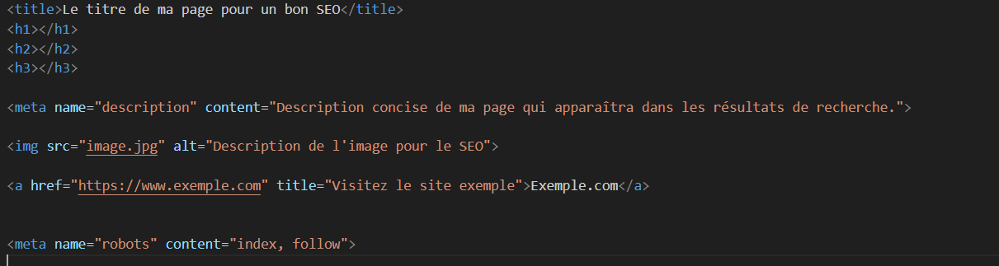 <title>Le titre de ma page pour un bon SEO</title>
<h1></h1>
<h2></h2>
<h3></h3>
<meta name="description" content="Description concise de ma page qui apparaîtra dans les résultats de recherche.">
<img src="image.jpg" alt="Description de l'image pour le SEO">
<a href="https://www.exemple.com" title="Visitez le site exemple">Exemple.com</a>
<meta name="robots" content="index, follow">